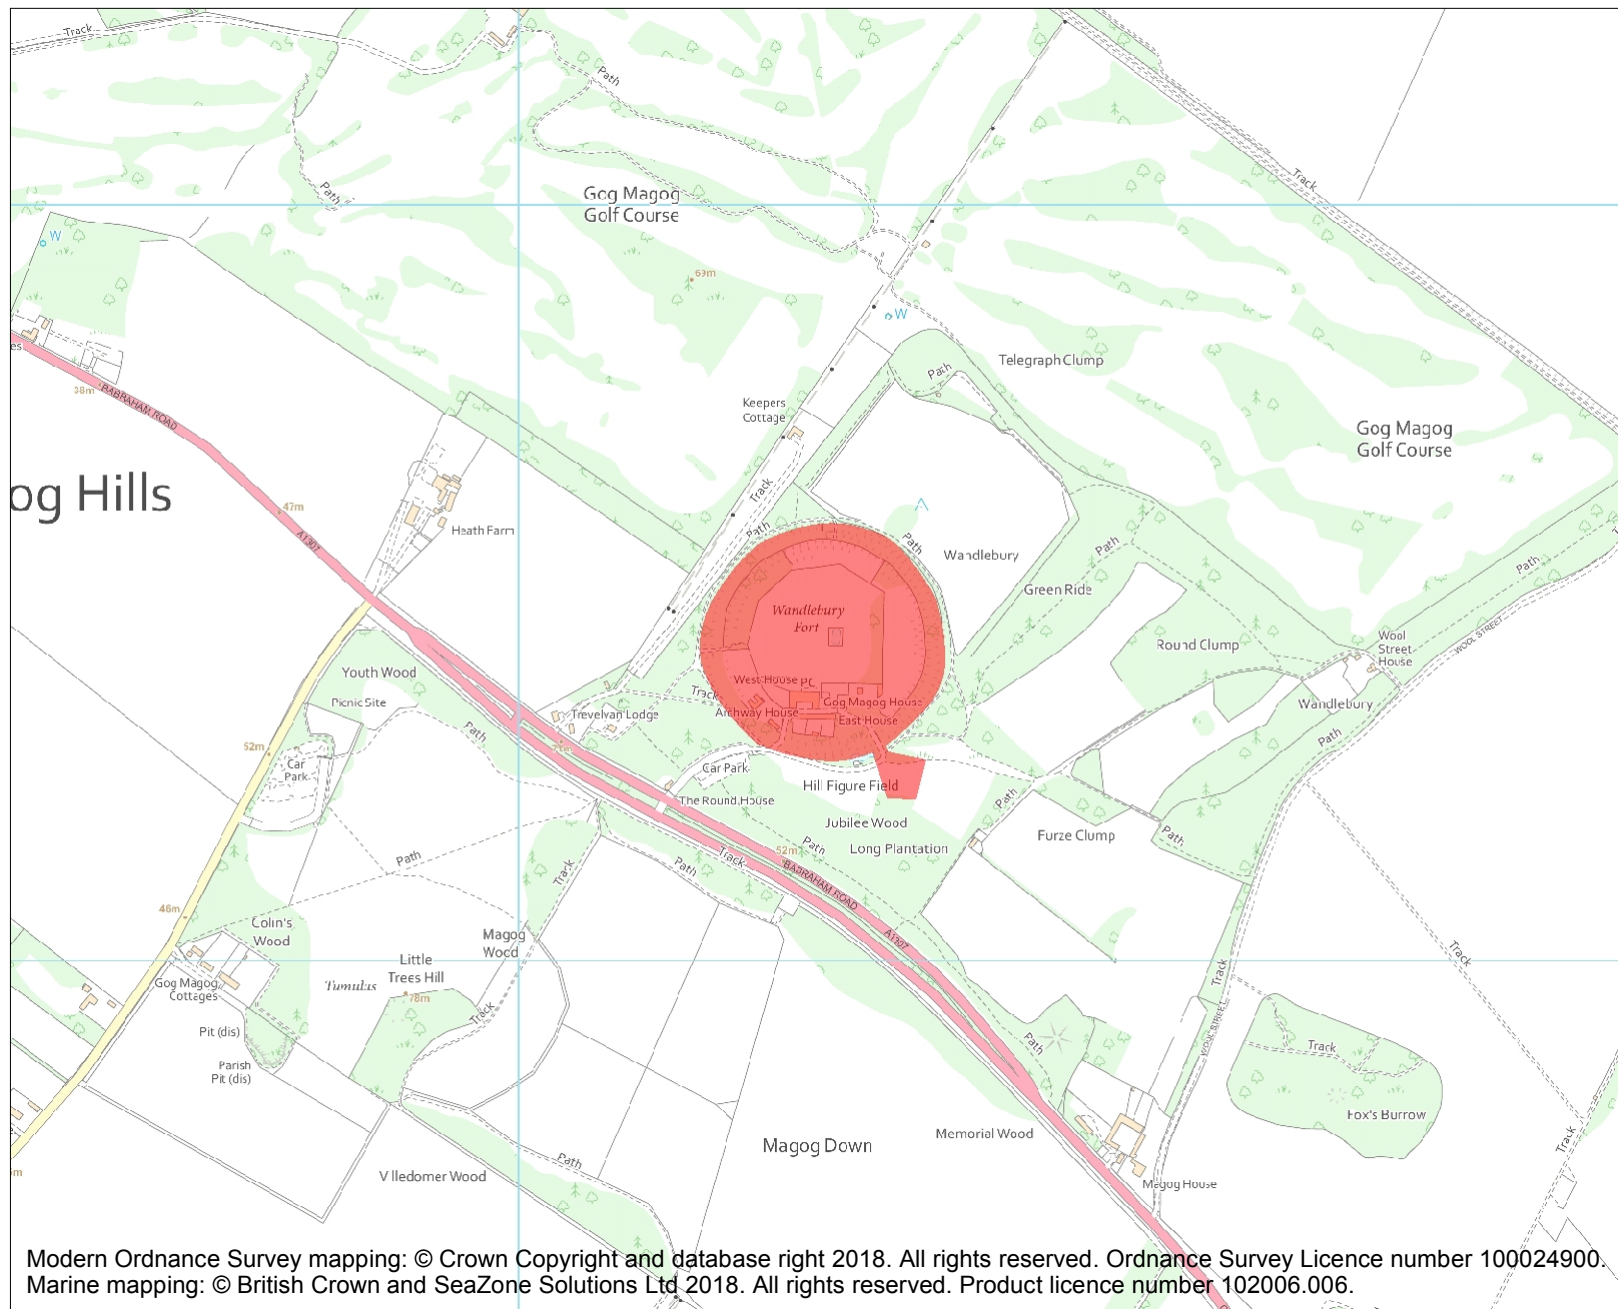 Track
Path
Path
Gog Magog
Golf Course
Track
W
69m
W
Telegraph Clump
Path
es
38m
BABRAHAM ROAD
Keepers
Cottage
Gog Magog
Golf Course
og Hills
47m
A1307
Heath Farm
Track
Path
Path
Wandlebury
Path
Green Ride
Path
Wandlebury
Fort
WOOL STREET
Wool
Street
House
Round Clump
Youth Wood
Picnic Site
West House
PC
Track
Gog Magog House
Archway House
East House
Trevelyan Lodge
Wandlebury
Path
Path
52m
71m
Car
Park
Car Park
Hill Figure Field
The Round House
Path
Jubilee Wood
Long Plantation
Furze Clump
Path
52m
Path
Path
Track
BABRAHAM ROAD
Path
Track
46m
Colin's
Wood
Magog
Wood
A1307
Track
Track
Little
Trees Hill
Tumulus
78m
Gog Magog
Cottages
Track
Pit (dis)
Path
WOOL STREET
Track
Parish
Pit (dis)
Fox's Burrow
Memorial Wood
Magog Down
Track
Path
V lledomer Wood
Magog House
m
Modern Ordnance Survey mapping: © Crown Copyright and database right 2018. All rights reserved. Ordnance Survey Licence number 100024900.
Marine mapping: © British Crown and SeaZone Solutions Ltd 2018. All rights reserved. Product licence number 102006.006.